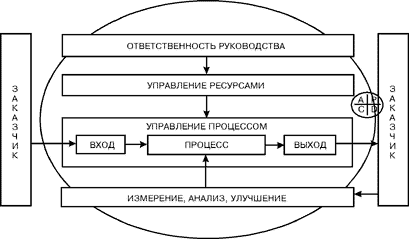 ОТВЕТСТВЕННОСТЬ РУКОВОДСТВА
УПРАВЛЕНИЕ РЕСУРСАМИ
ЗАКАЗЧИК
A P
C D
ЗАКАЗЧИК
УПРАВЛЕНИЕ ПРОЦЕССОМ
ВХОД
ПРОЦЕСС
ВЫХОД
ИЗМЕРЕНИЕ, АНАЛИЗ, УЛУЧШЕНИЕ